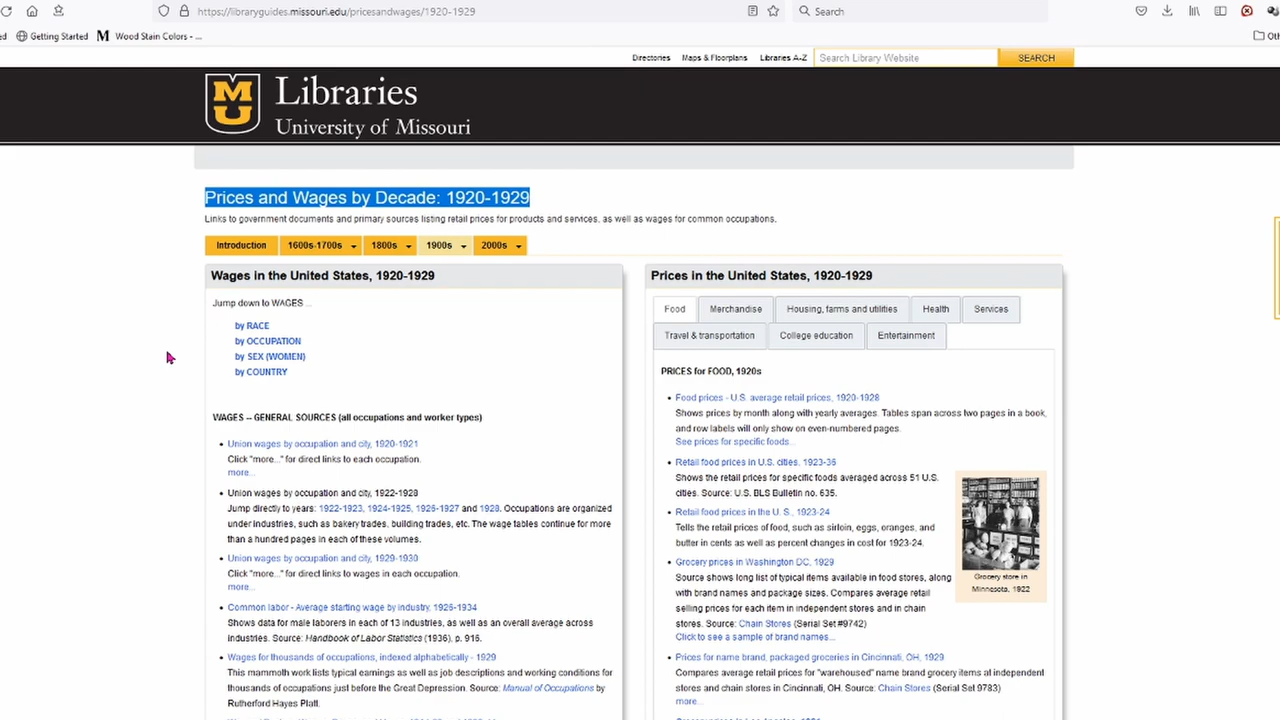 https://libraryguides.missouri.edu/pricesandwages/1920-1929
Search
Getting Started
M Wood Stain Colors - ...
Directories Maps & Floorplans Libraries A-Z Search Library Website SEARCH
MU
Libraries
University of Missouri
Prices and Wages by Decade: 1920-1929
Links to government documents and primary sources listing retail prices for products and services, as well as wages for common occupations.
Introduction 1600s-1700s 1800s 1900s 2000s
Wages in the United States, 1920-1929
Jump down to WAGES ...
by RACE
by OCCUPATION
by SEX (WOMEN)
by COUNTRY
WAGES -- GENERAL SOURCES (all occupations and worker types)
Union wages by occupation and city, 1920-1921
Click "more..." for direct links to each occupation.
more...
Union wages by occupation and city, 1922-1928
Jump directly to years: 1922-1923, 1924-1925, 1926-1927 and 1928. Occupations are organized
under industries, such as bakery trades, building trades, etc. The wage tables continue for more
than a hundred pages in each of these volumes.
Union wages by occupation and city, 1929-1930
Click "more..." for direct links to wages in each occupation.
more...
Common labor - Average starting wage by industry, 1926-1934
Shows data for male laborers in each of 13 industries, as well as an overall average across
industries. Source: Handbook of Labor Statistics (1936), p. 916.
Wages for thousands of occupations, indexed alphabetically - 1929
This mammoth work lists typical earnings as well as job descriptions and working conditions for
thousands of occupations just before the Great Depression. Source: Manual of Occupations by
Rutherford Hayes Platt.
Prices in the United States, 1920-1929
Food Merchandise Housing, farms and utilities Health Services
Travel & transportation College education Entertainment
PRICES for FOOD, 1920s
Food prices - U.S. average retail prices, 1920-1928
Shows prices by month along with yearly averages. Tables span across two pages in a book,
and row labels will only show on even-numbered pages.
See prices for specific foods...
Retail food prices in U.S. cities, 1923-36
Shows the retail prices for specific foods averaged across 51 U.S.
cities. Source: U.S. BLS Bulletin no. 635.
Retail food prices in the U. S., 1923-24
Tells the retail prices of food, such as sirloin, eggs, oranges, and
butter in cents as well as percent changes in cost for 1923-24.
Grocery prices in Washington DC, 1929
Source shows long list of typical items available in food stores, along
with brand names and package sizes. Compares average retail
selling prices for each item in independent stores and in chain
stores. Source: Chain Stores (Serial Set #9742)
Click to see a sample of brand names...
Grocery store in
Minnesota, 1922
Prices for name brand, packaged groceries in Cincinnati, OH, 1929
Compares average retail prices for "warehoused" name brand grocery items at independent
stores and chain stores in Cincinnati, OH. Source: Chain Stores (Serial Set 9783)
more...